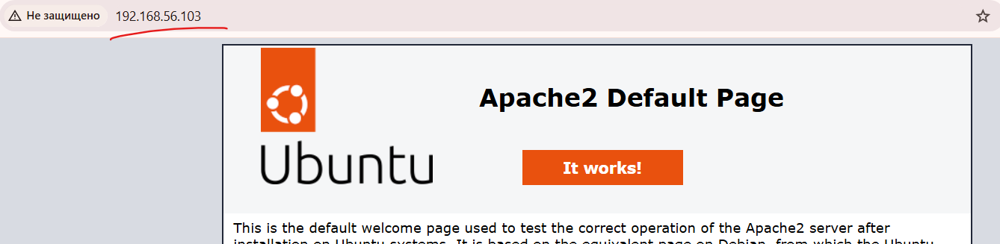 Не защищено 192.168.56.103
Apache2 Default Page
Ubuntu
It works!
This is the default welcome page used to test the correct operation of the Apache2 server after
installation on Ubuntu systems. It is based on the equivalent page on Debian, from which the Ubuntu